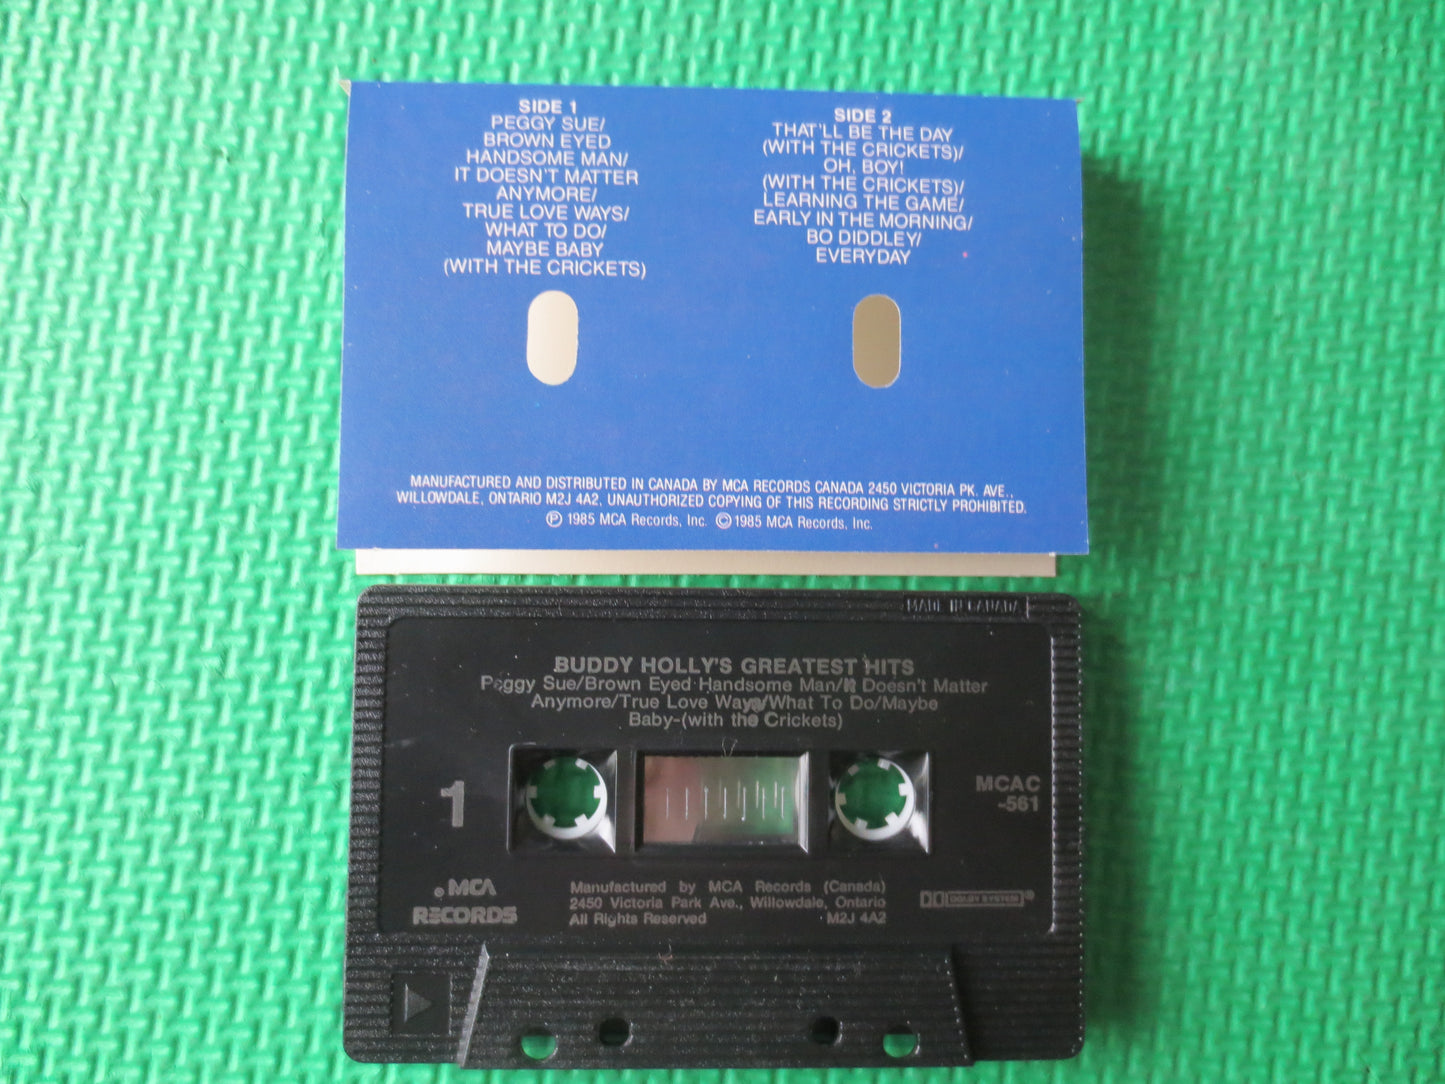 SIDE 1
PEGGY SUE/
BROWN EYED
HANDSOME MAN/
IT DOESN'T MATTER
ANYMORE/
TRUE LOVE WAYS/
WHAT TO DO/
MAYBE BABY
(WITH THE CRICKETS)
SIDE 2
THAT'LL BE THE DAY
(WITH THE CRICKETS)/
OH, BOY!
(WITH THE CRICKETS)/
LEARNING THE GAME/
EARLY IN THE MORNING/
BO DIDDLEY/
EVERYDAY
MANUFACTURED AND DISTRIBUTED IN CANADA BY MCA RECORDS CANADA 2450 VICTORIA PK. AVE.,
WILLOWDALE, ONTARIO M2J 4A2. UNAUTHORIZED COPYING OF THIS RECORDING STRICTLY PROHIBITED.
℗ 1985 MCA Records, Inc. © 1985 MCA Records, Inc.
MADE IN CANADA
BUDDY HOLLY'S GREATEST HITS
Peggy Sue/Brown Eyed Handsome Man/It Doesn't Matter
Anymore/True Love Ways/What To Do/Maybe
Baby-(with the Crickets)
1
MCAC
-561
MCA
RECORDS
Manufactured by MCA Records (Canada)
2450 Victoria Park Ave., Willowdale, Ontario
All Rights Reserved M2J 4A2
DOLBY SYSTEM ®